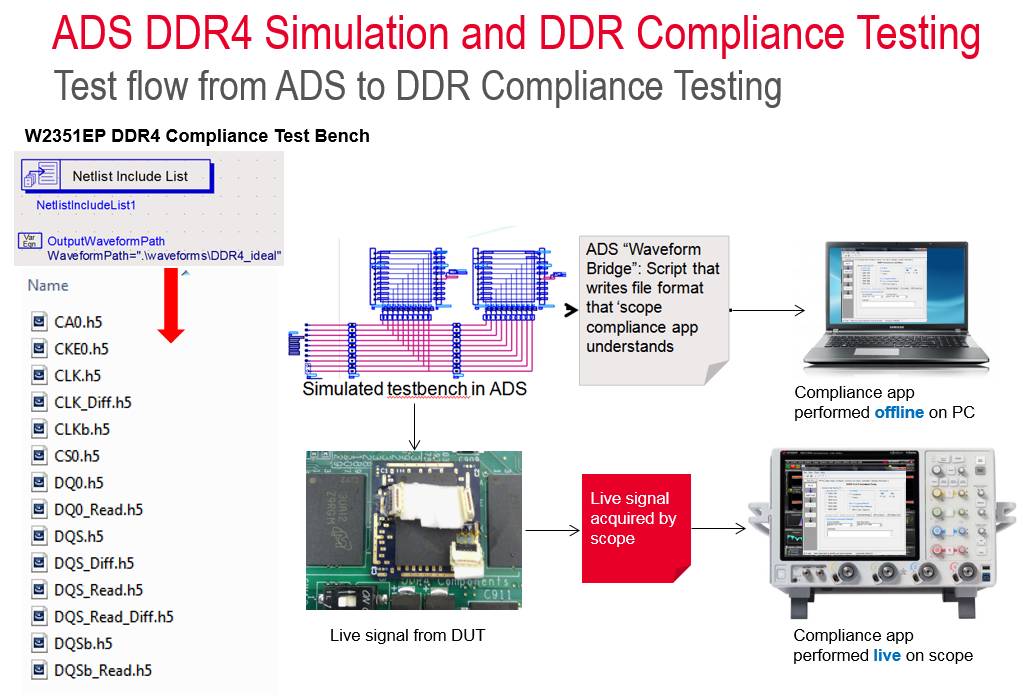 ADS DDR4 Simulation and DDR Compliance Testing
Test flow from ADS to DDR Compliance Testing
W2351EP DDR4 Compliance Test Bench
Netlist Include List
NetlistIncludeList1
Var
Eqn
OutputWaveformPath
WaveformPath=".\waveforms\DDR4_ideal"
Name
CA0.h5
CKE0.h5
CLK.h5
CLK_Diff.h5
CLKb.h5
CS0.h5
DQ0.h5
DQ0_Read.h5
DQS.h5
DQS_Diff.h5
DQS_Read.h5
DQS_Read_Diff.h5
DQSb.h5
DQSb_Read.h5
Simulated testbench in ADS
ADS “Waveform
Bridge”: Script that
writes file format
that ‘scope
compliance app
understands
SAMSUNG
Compliance app
performed offline on PC
DDR4 Components
C911
Live signal from DUT
Live signal
acquired by
scope
Compliance app
performed live on scope